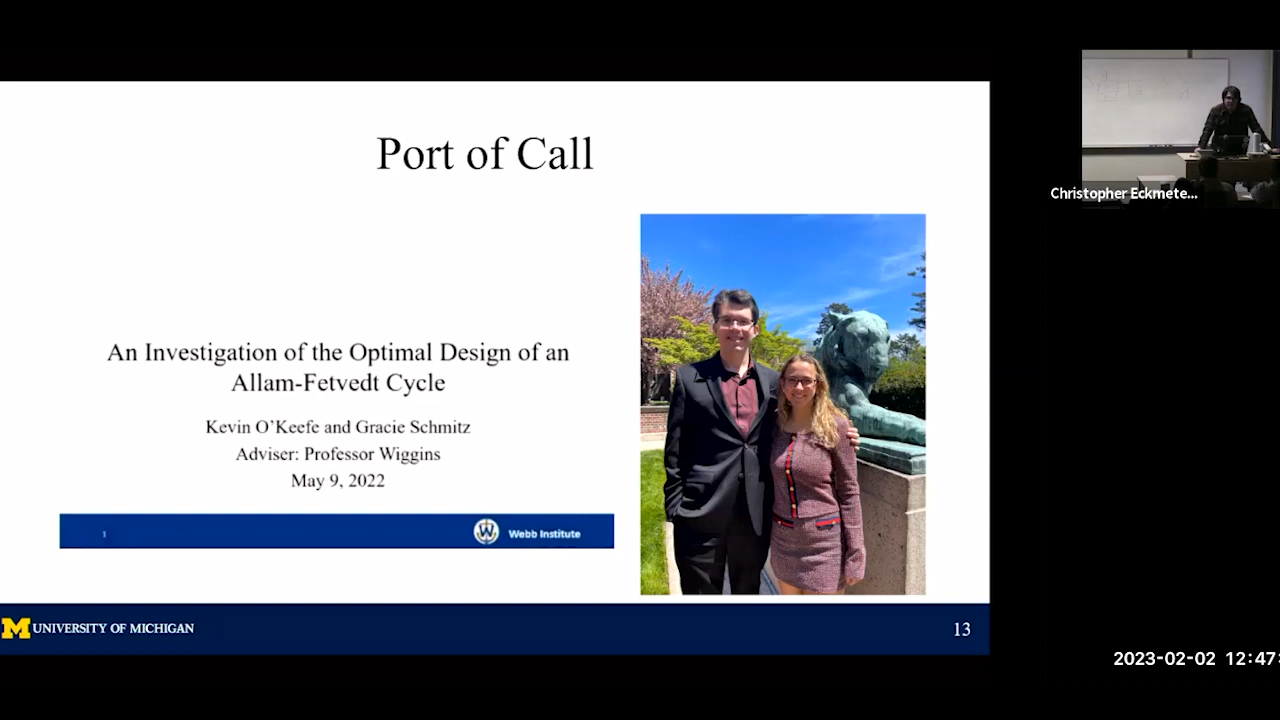 Port of Call
An Investigation of the Optimal Design of an
Allam-Fetvedt Cycle
Kevin O'Keefe and Gracie Schmitz
Adviser: Professor Wiggins
May 9, 2022
1
W
Webb Institute
M UNIVERSITY OF MICHIGAN
13
Christopher Eckmete...
2023-02-02 12:47: